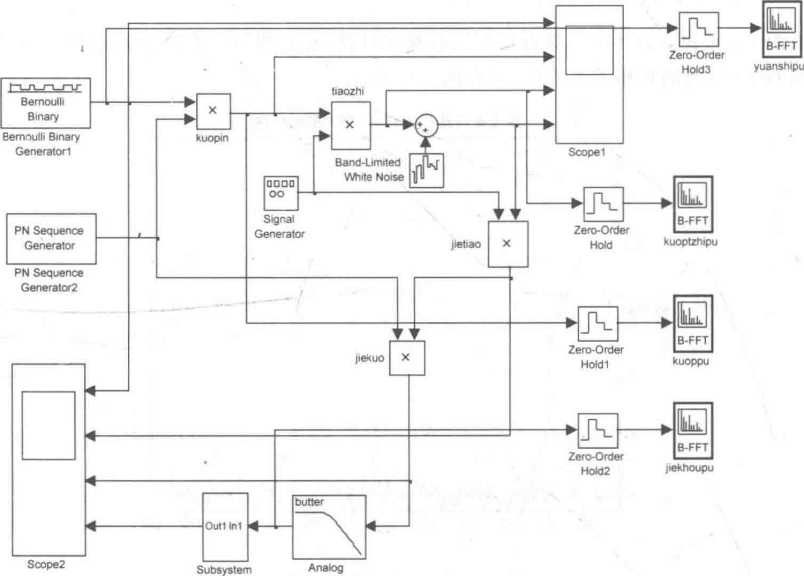 B-FFT
Zero-Order
Hold3
yuanshipu
Bernoulli
Binary
Bernoulli Binary
Generator1
×
kuopin
tiaozhi
×
Scope1
Band-Limited
White Noise
Signal
Generator
PN Sequence
Generator
PN Sequence
Generator2
jietiao
×
Zero-Order
Hold
B-FFT
kuoptzhipu
jiekuo
×
Zero-Order
Hold1
B-FFT
kuoppu
Zero-Order
Hold2
B-FFT
jiekhoupu
Scope2
Out1 In1
Subsystem
butter
Analog